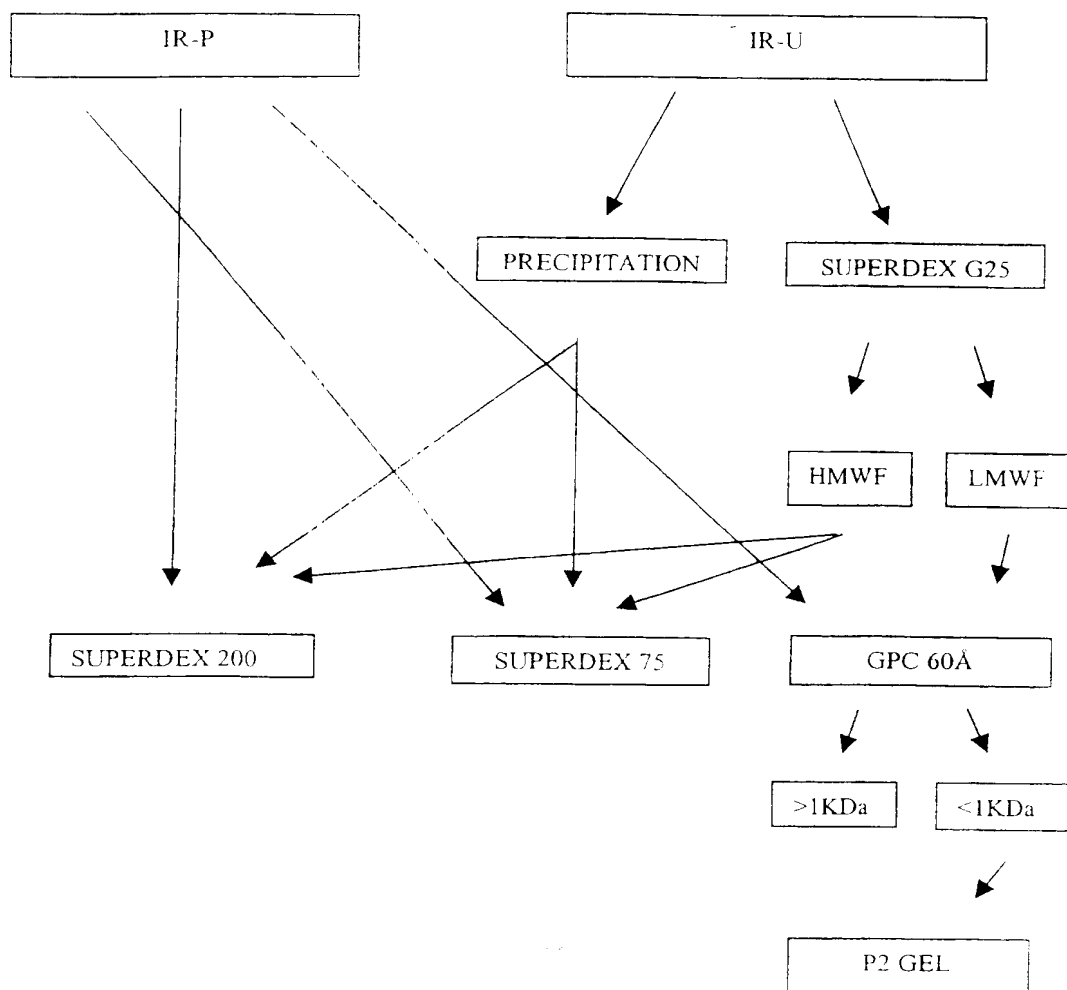 IR-P
IR-U
PRECIPITATION
SUPERDEX G25
HMWF
LMWF
SUPERDEX 200
SUPERDEX 75
GPC 60Å
>1KDa
<1KDa
P2 GEL